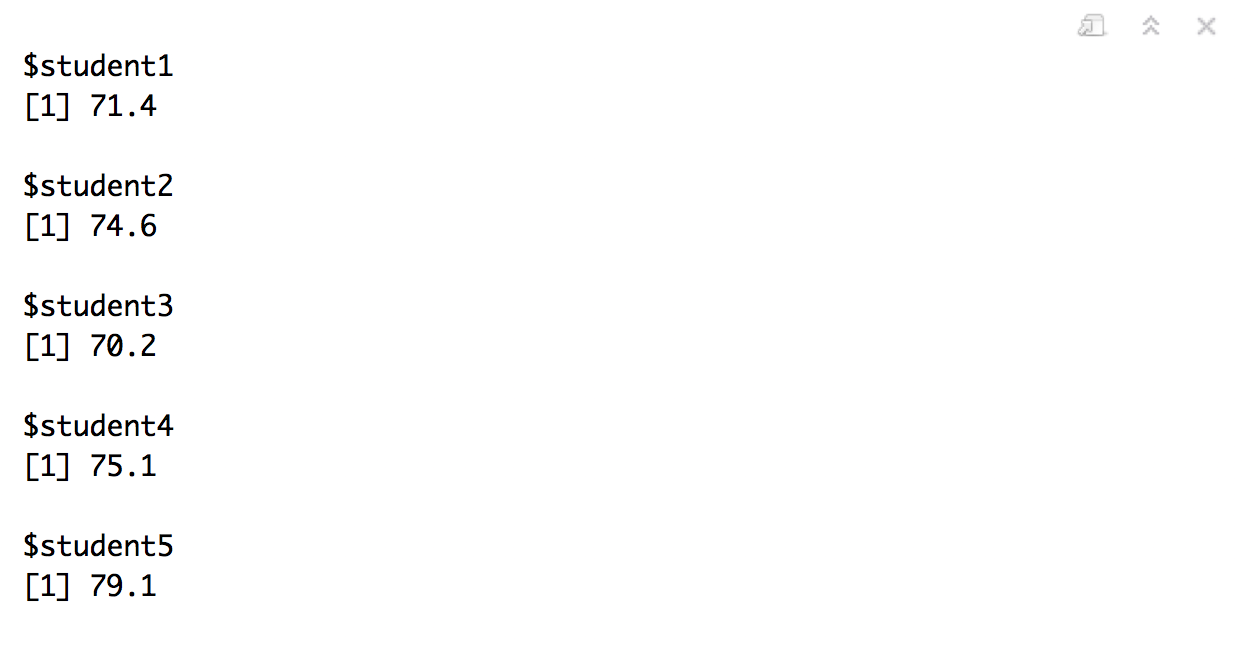 $student1
[1] 71.4
$student2
[1] 74.6
$student3
[1] 70.2
$student4
[1] 75.1
$student5
[1] 79.1